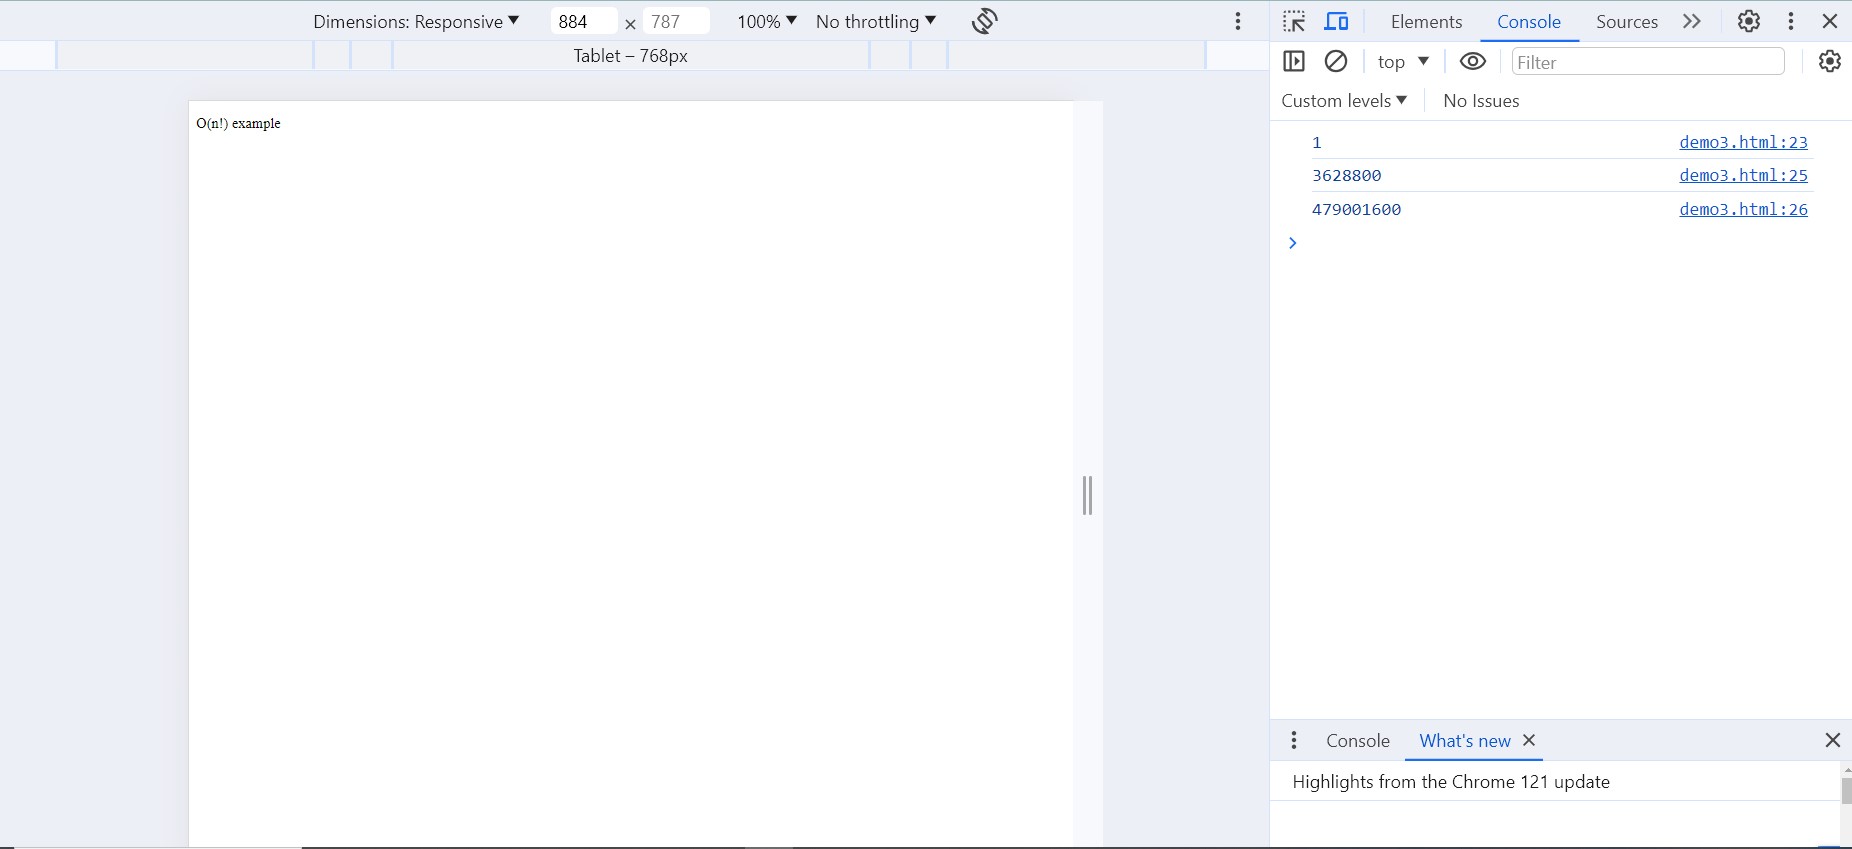 Dimensions: Responsive 884 × 787 100% No throttling
Elements Console Sources
Tablet – 768px
top Filter
Custom levels No Issues
O(n!) example
1 demo3.html:23
3628800 demo3.html:25
479001600 demo3.html:26
Console What's new
Highlights from the Chrome 121 update